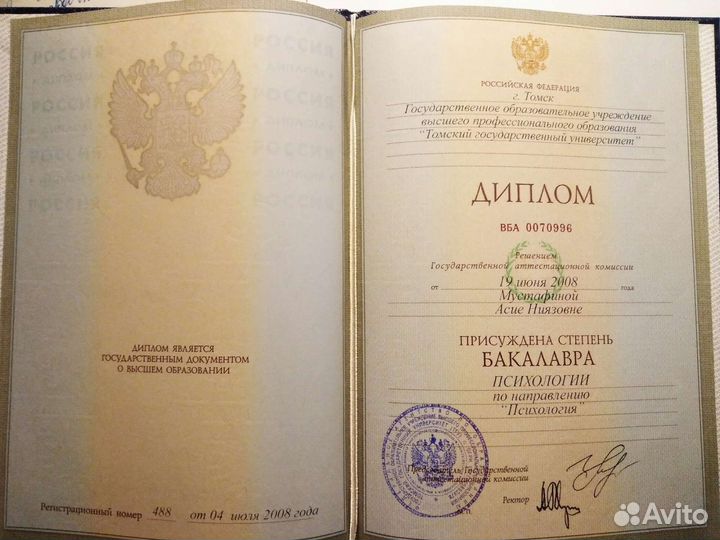 ДИПЛОМ ЯВЛЯЕТСЯ
ГОСУДАРСТВЕННЫМ ДОКУМЕНТОМ
О ВЫСШЕМ ОБРАЗОВАНИИ
Регистрационный номер 488 от 04 июля 2008 года
РОССИЙСКАЯ ФЕДЕРАЦИЯ
г. Томск
Государственное образовательное учреждение
высшего профессионального образования
"Томский государственный университет"
ДИПЛОМ
ВБА 0070996
Решением
Государственной аттестационной комиссии
от 19 июня 2008 года
Мустафиной
Асие Ниязовне
ПРИСУЖДЕНА СТЕПЕНЬ
БАКАЛАВРА
ПСИХОЛОГИИ
по направлению
"Психология"
Председатель Государственной
аттестационной комиссии
Ректор
Avito